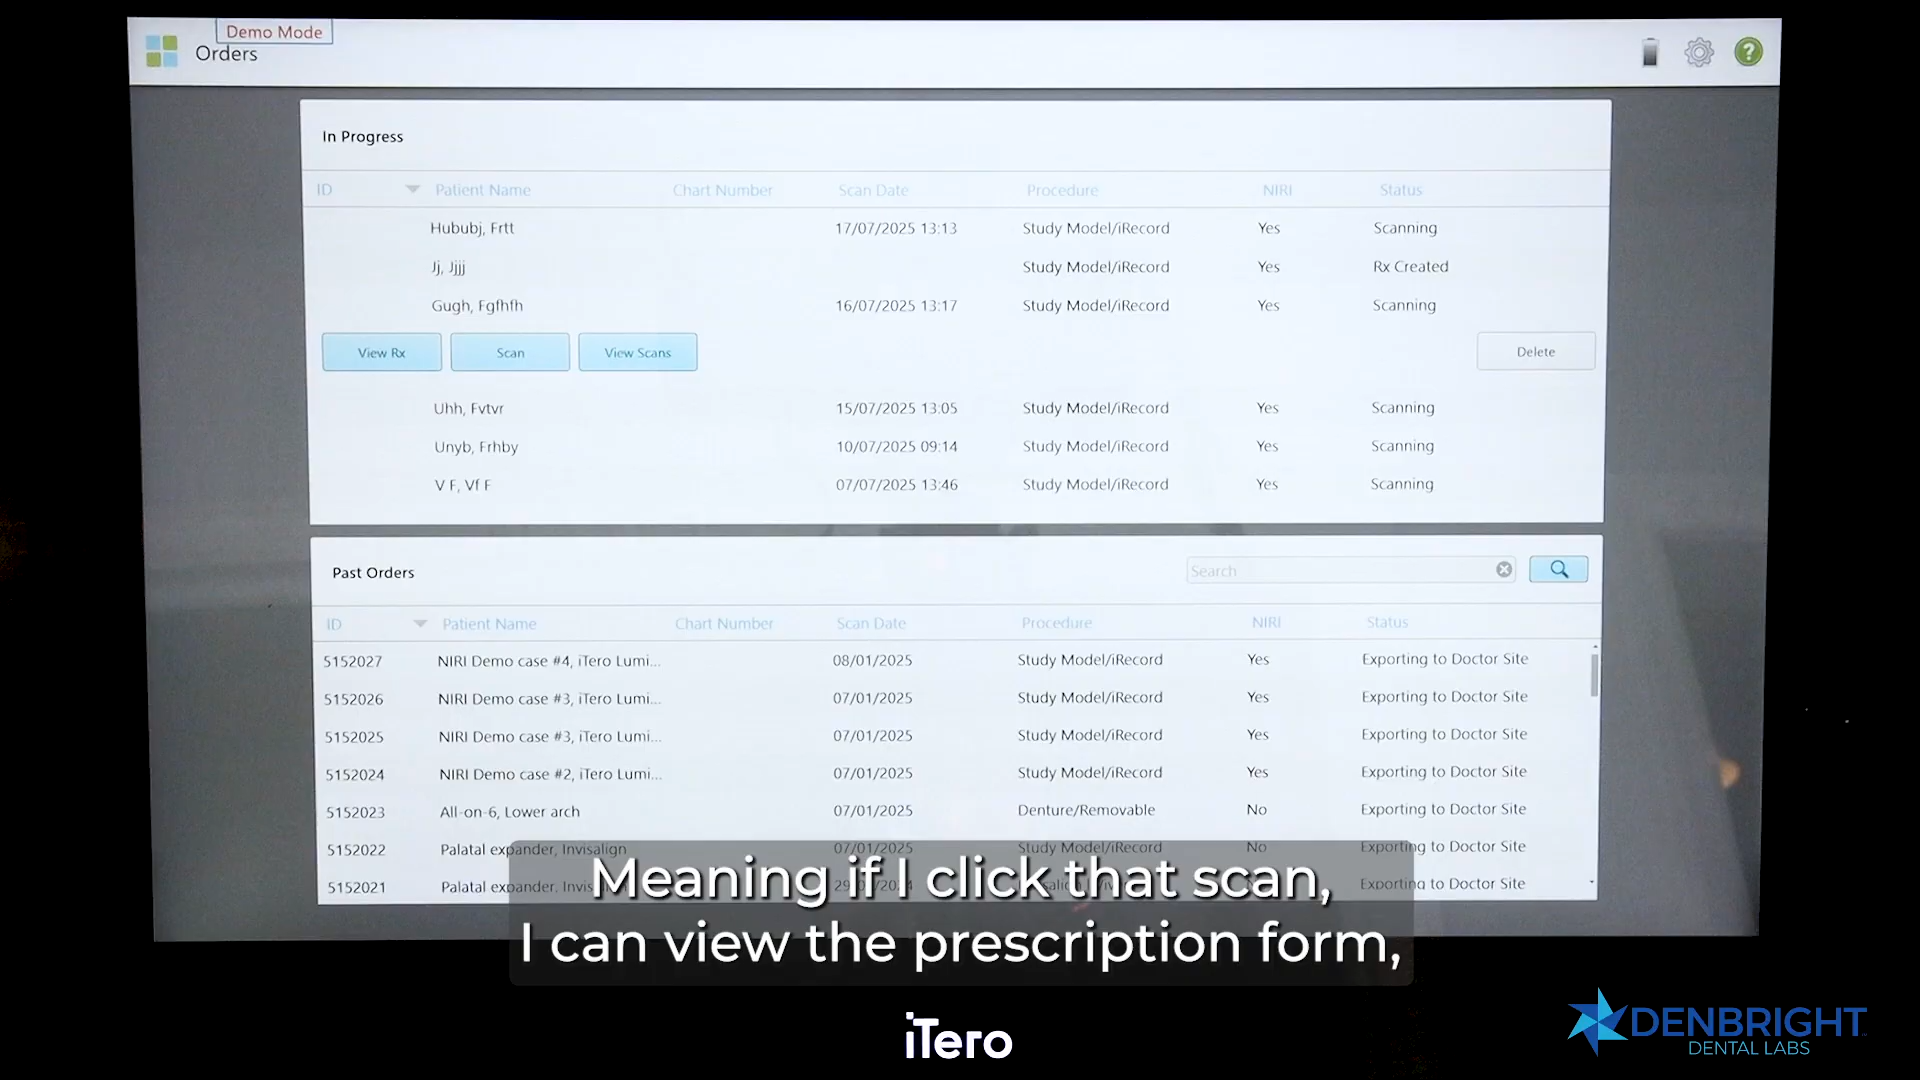 Demo Mode
Orders
In Progress
ID Patient Name Chart Number Scan Date Procedure NIRI Status
Hububj, Frtt 17/07/2025 13:13 Study Model/iRecord Yes Scanning
Jj, Jjjj Study Model/iRecord Yes Rx Created
Gugh, Fgfhfh 16/07/2025 13:17 Study Model/iRecord Yes Scanning
View Rx Scan View Scans Delete
Uhh, Fvtvr 15/07/2025 13:05 Study Model/iRecord Yes Scanning
Unyb, Frhby 10/07/2025 09:14 Study Model/iRecord Yes Scanning
V F, Vf F 07/07/2025 13:46 Study Model/iRecord Yes Scanning
Past Orders Search
ID Patient Name Chart Number Scan Date Procedure NIRI Status
5152027 NIRI Demo case #4, iTero Lumi... 08/01/2025 Study Model/iRecord Yes Exporting to Doctor Site
5152026 NIRI Demo case #3, iTero Lumi... 07/01/2025 Study Model/iRecord Yes Exporting to Doctor Site
5152025 NIRI Demo case #3, iTero Lumi... 07/01/2025 Study Model/iRecord Yes Exporting to Doctor Site
5152024 NIRI Demo case #2, iTero Lumi... 07/01/2025 Study Model/iRecord Yes Exporting to Doctor Site
5152023 All-on-6, Lower arch 07/01/2025 Denture/Removable No Exporting to Doctor Site
5152022 Palatal expander, Invisalign 07/01/2025 Study Model/iRecord No Exporting to Doctor Site
5152021 Palatal expander, Exporting to Doctor Site
Meaning if I click that scan,
I can view the prescription form,
iTero
DENBRIGHT
DENTAL LABS